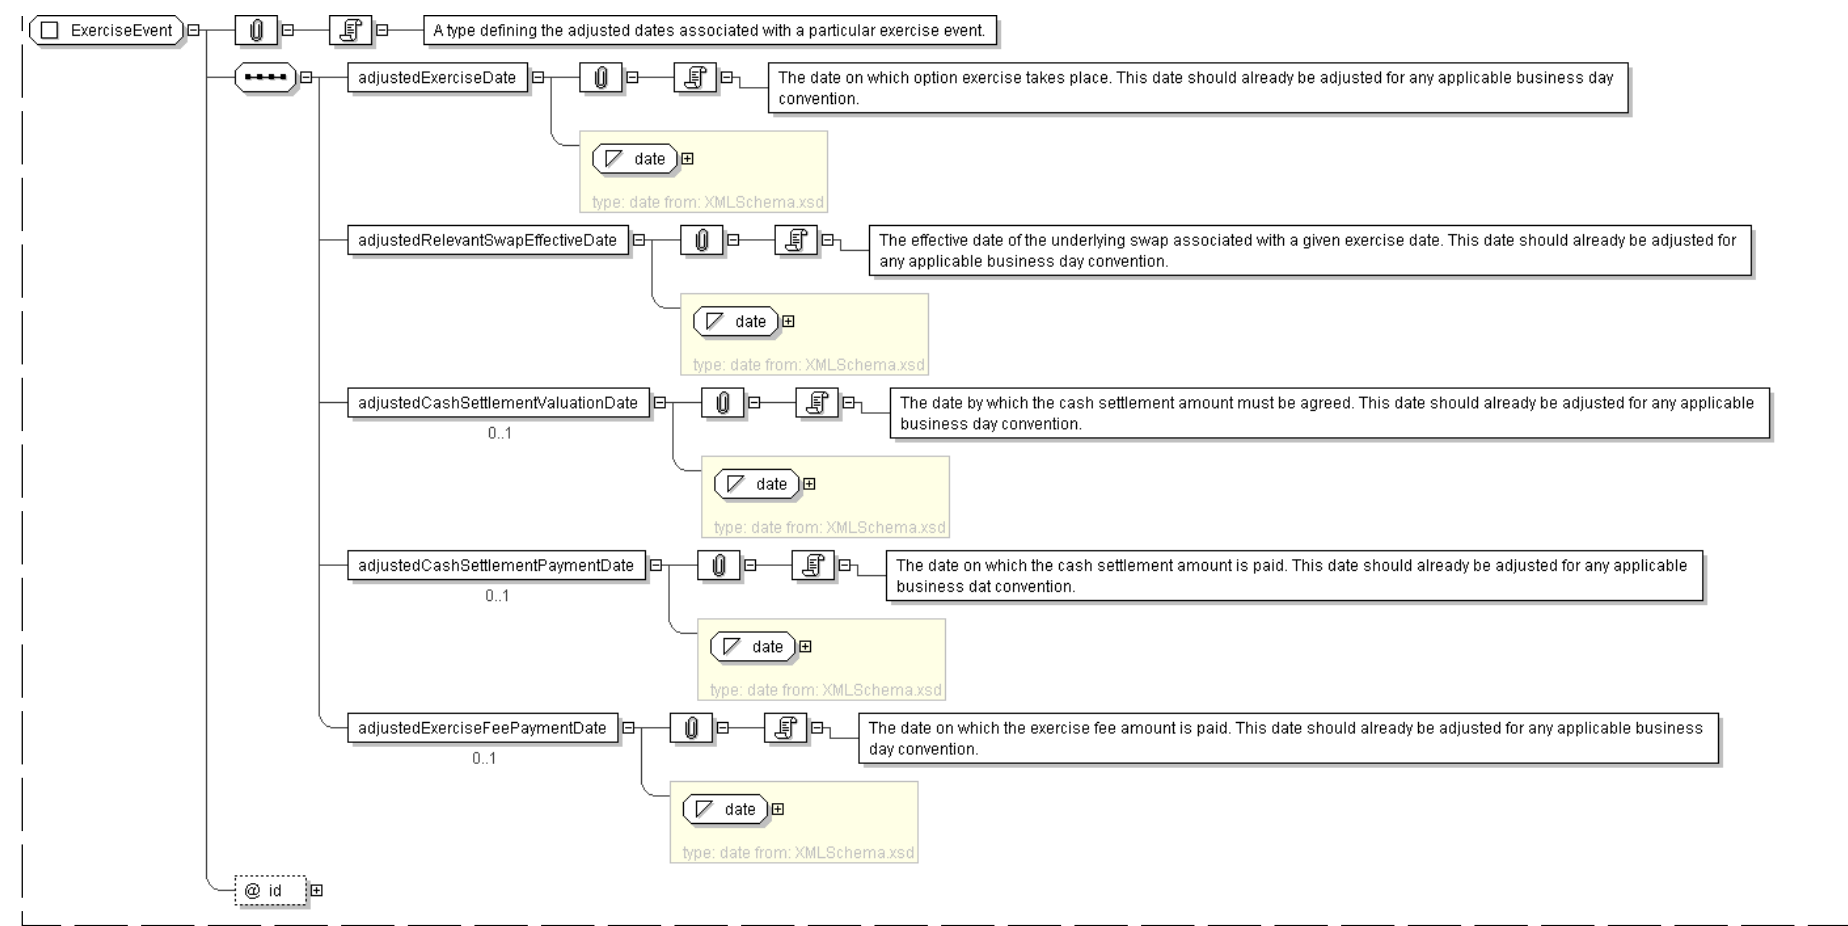 ExerciseEvent
A type defining the adjusted dates associated with a particular exercise event.
adjustedExerciseDate
The date on which option exercise takes place. This date should already be adjusted for any applicable business day
convention.
date
type: date from: XMLSchema.xsd
adjustedRelevantSwapEffectiveDate
The effective date of the underlying swap associated with a given exercise date. This date should already be adjusted for
any applicable business day convention.
date
type: date from: XMLSchema.xsd
adjustedCashSettlementValuationDate
0..1
The date by which the cash settlement amount must be agreed. This date should already be adjusted for any applicable
business day convention.
date
type: date from: XMLSchema.xsd
adjustedCashSettlementPaymentDate
0..1
The date on which the cash settlement amount is paid. This date should already be adjusted for any applicable
business dat convention.
date
type: date from: XMLSchema.xsd
adjustedExerciseFeePaymentDate
0..1
The date on which the exercise fee amount is paid. This date should already be adjusted for any applicable business
day convention.
date
type: date from: XMLSchema.xsd
@ id